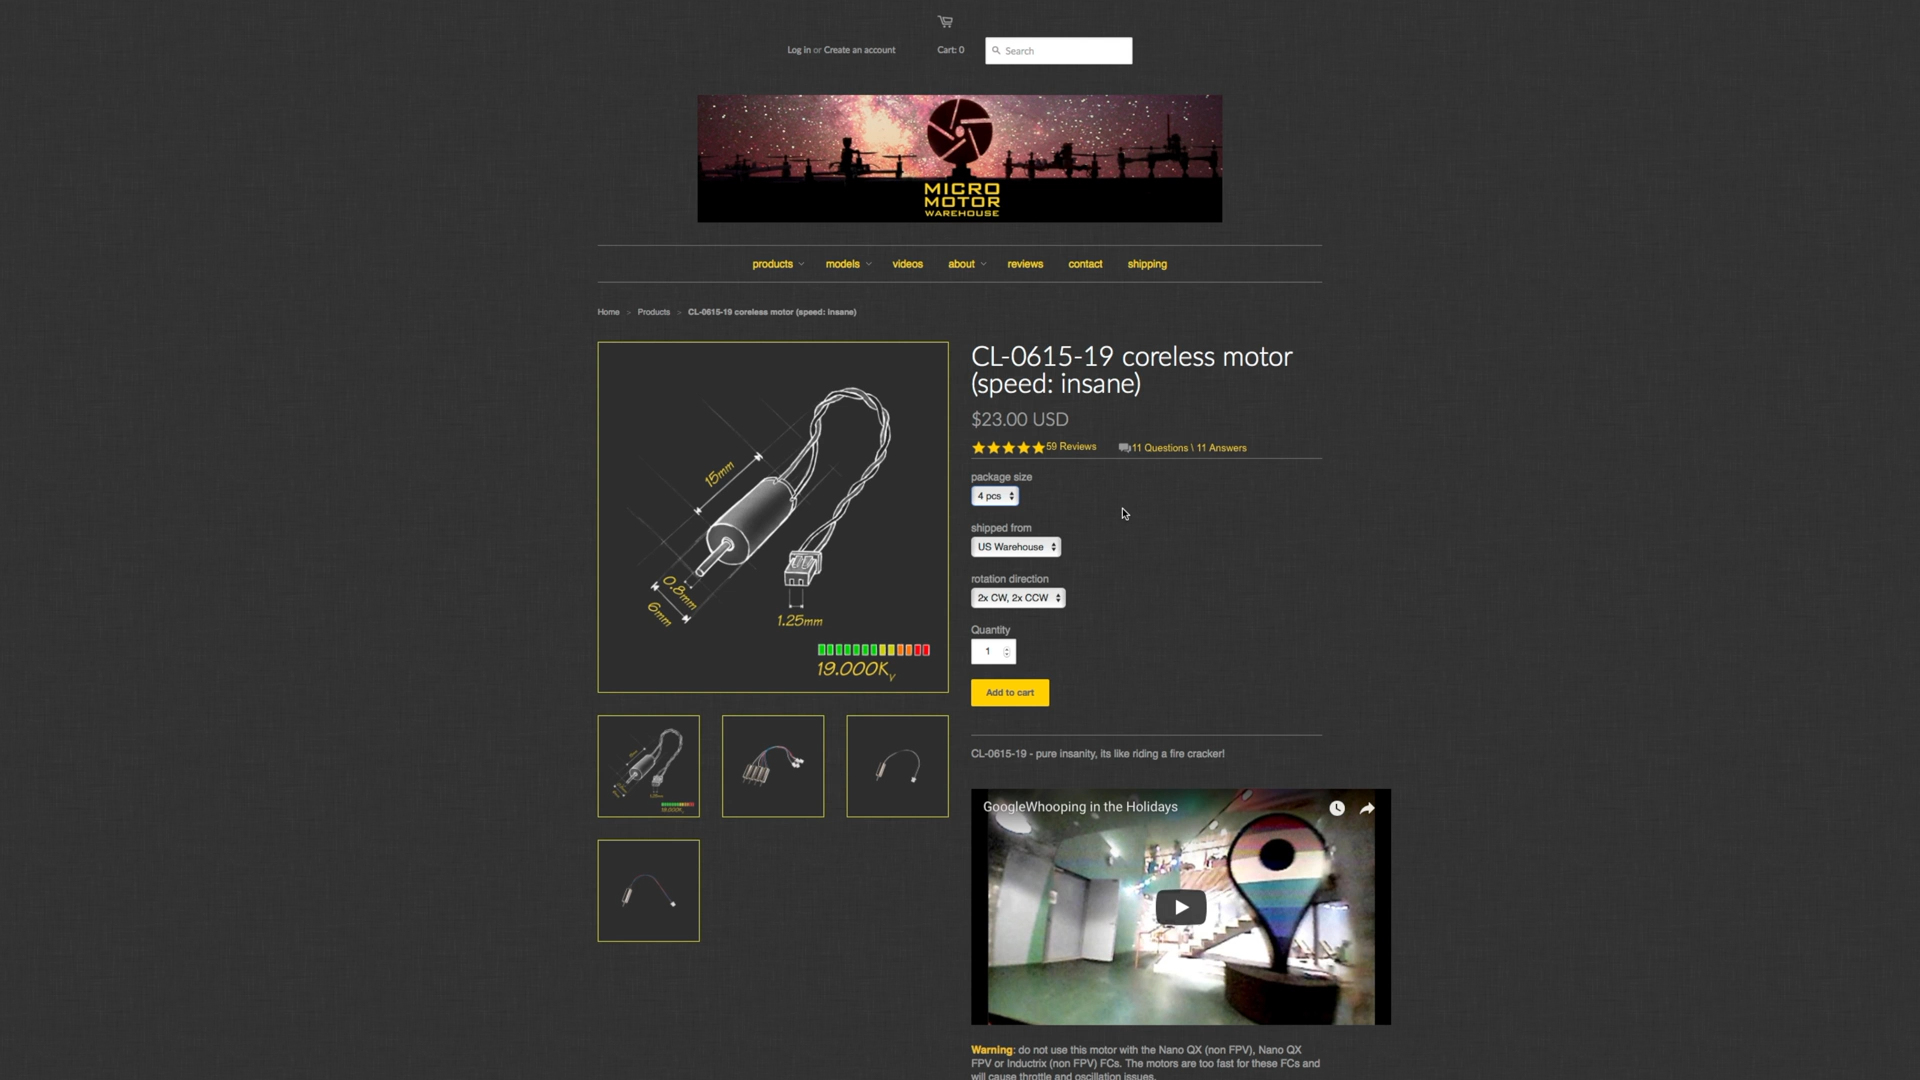 Log in or Create an account
Cart: 0
Search
MICRO
MOTOR
WAREHOUSE
products
models
videos
about
reviews
contact
shipping
Home > Products > CL-0615-19 coreless motor (speed: insane)
CL-0615-19 coreless motor
(speed: insane)
$23.00 USD
59 Reviews
11 Questions \ 11 Answers
package size
4 pcs
shipped from
US Warehouse
rotation direction
2x CW, 2x CCW
Quantity
1
Add to cart
15mm
0.8mm
6mm
1.25mm
19.000Kv
CL-0615-19 - pure insanity, its like riding a fire cracker!
GoogleWhooping in the Holidays
Warning: do not use this motor with the Nano QX (non FPV), Nano QX
FPV or Inductrix (non FPV) FCs. The motors are too fast for these FCs and
will cause throttle and oscillation issues.